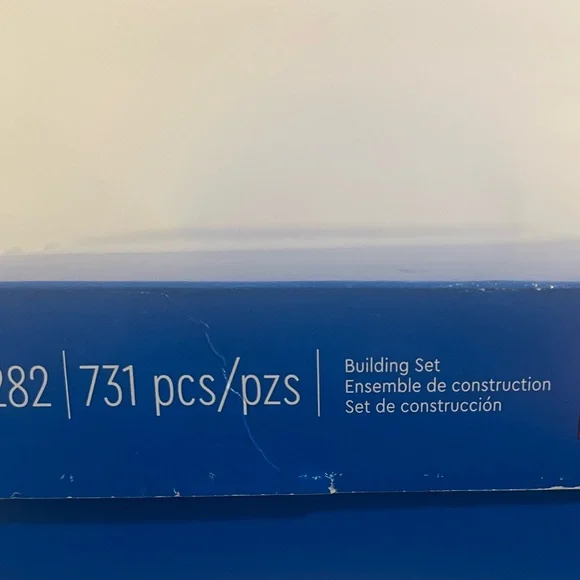 282 | 731 pcs/pzs
Building Set
Ensemble de construction
Set de construcción